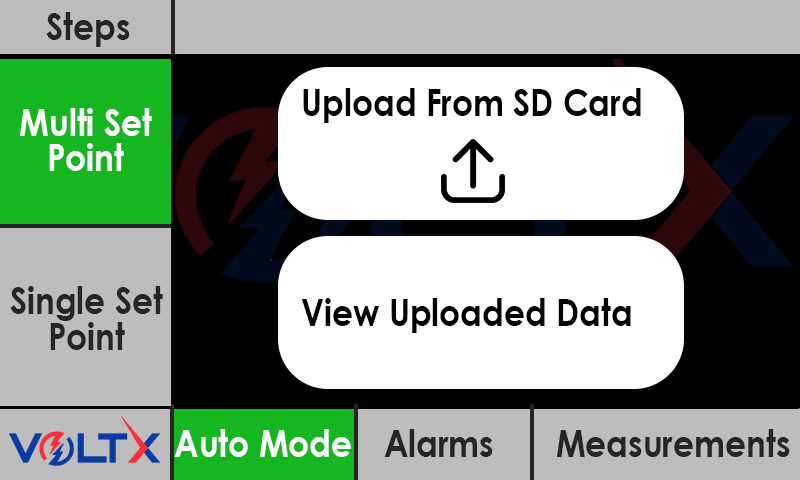 Steps
Multi Set
Point
Upload From SD Card
View Uploaded Data
Single Set
Point
VOLTX
Auto Mode
Alarms
Measurements